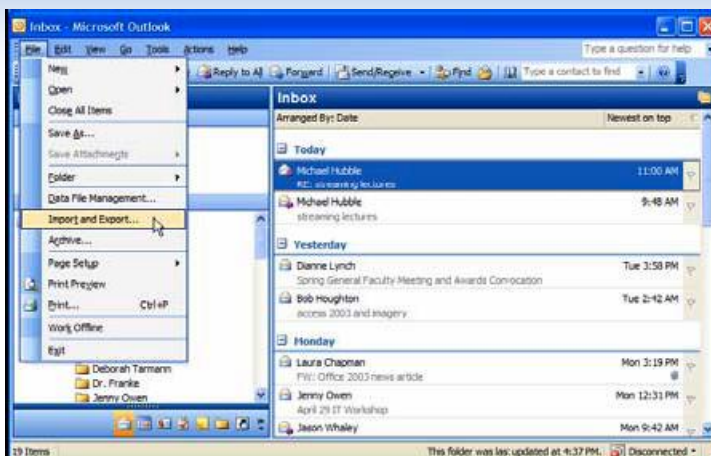 Inbox - Microsoft Outlook
File Edit View Go Tools Actions Help
Type a question for help
Reply to All Forward Send/Receive Find Type a contact to find
New
Open
Close All Items
Save As...
Save Attachments
Folder
Data File Management...
Import and Export...
Archive...
Page Setup
Print Preview
Print... Ctrl+P
Work Offline
Exit
Deborah Tarmann
Dr. Franke
Jenny Owen
Inbox
Arranged By: Date Newest on top
Today
Michael Hubble 11:00 AM
RE: streaming lectures
Michael Hubble 9:48 AM
streaming lectures
Yesterday
Dianne Lynch Tue 3:58 PM
Spring General Faculty Meeting and Awards Convocation
Bob Houghton Tue 2:42 AM
access 2003 and imagery
Monday
Laura Chapman Mon 3:19 PM
FW: Office 2003 news article
Jenny Owen Mon 12:31 PM
April 29 IT Workshop
Jason Whaley Mon 9:42 AM
19 Items
This folder was last updated at 4:37 PM. Disconnected